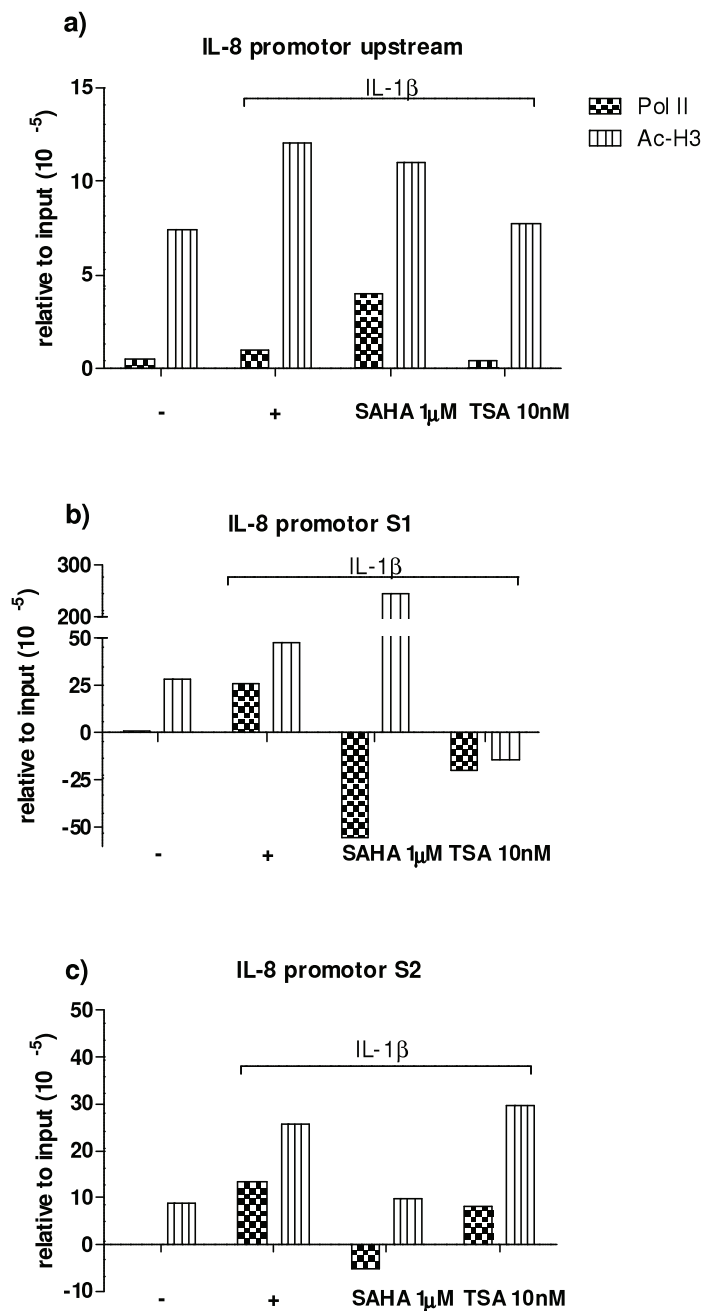 a)
IL-8 promotor upstream
IL-1β
Pol II
Ac-H3
relative to input (10 -5)
15
10
5
0
- + SAHA 1μM TSA 10nM
b)
IL-8 promotor S1
IL-1β
relative to input (10 -5)
300
200
50
25
0
-25
-50
- + SAHA 1μM TSA 10nM
c)
IL-8 promotor S2
IL-1β
relative to input (10 -5)
50
40
30
20
10
0
-10
- + SAHA 1μM TSA 10nM